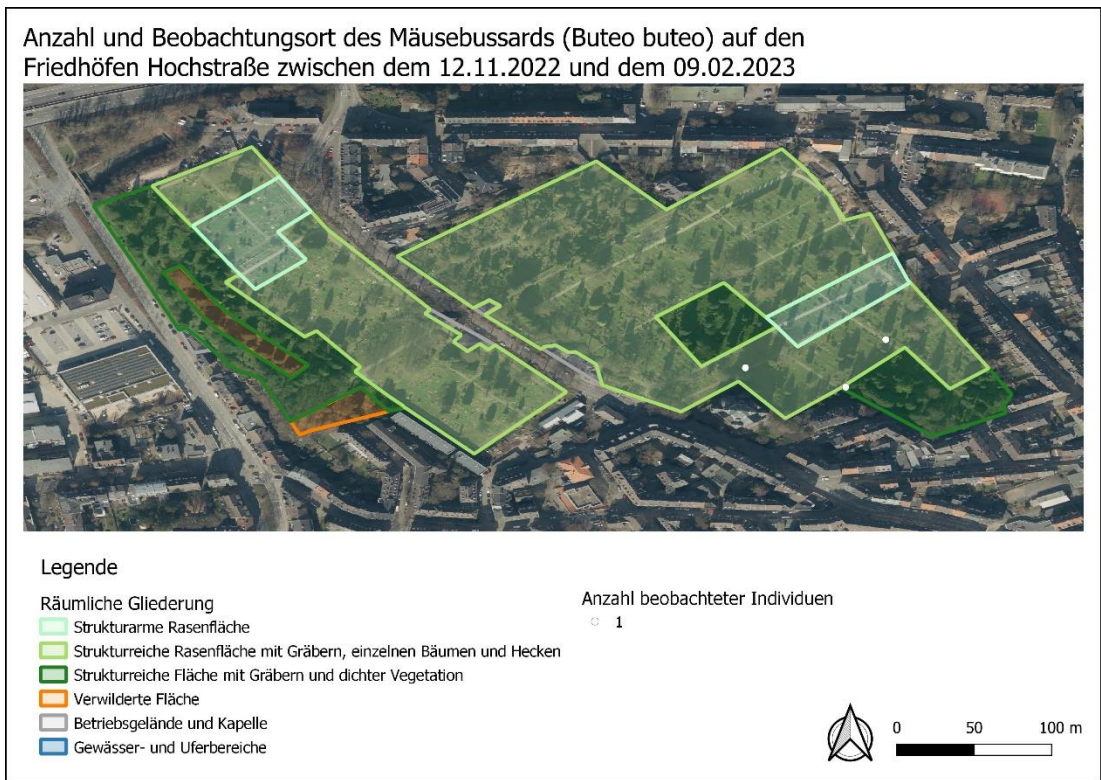 Anzahl und Beobachtungsort des Mäusebussards (Buteo buteo) auf den
Friedhöfen Hochstraße zwischen dem 12.11.2022 und dem 09.02.2023
Legende
Räumliche Gliederung
Strukturarme Rasenfläche
Strukturreiche Rasenfläche mit Gräbern, einzelnen Bäumen und Hecken
Strukturreiche Fläche mit Gräbern und dichter Vegetation
Verwilderte Fläche
Betriebsgelände und Kapelle
Gewässer- und Uferbereiche
Anzahl beobachteter Individuen
1
0 50 100 m